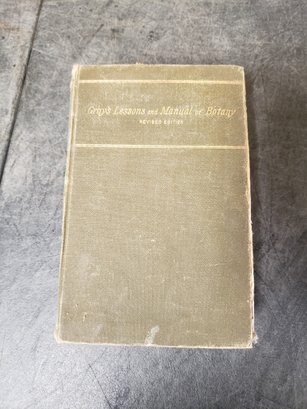 Gray's Lessons and Manual of Botany
REVISED EDITION